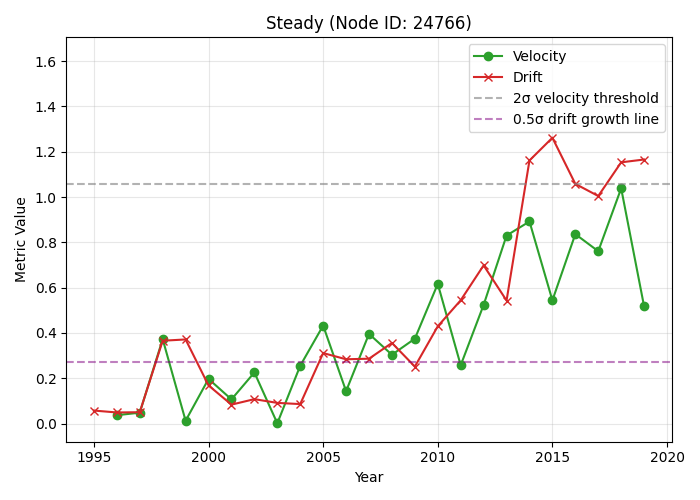 Steady (Node ID: 24766)
Velocity
Drift
2σ velocity threshold
0.5σ drift growth line
Metric Value
1.6
1.4
1.2
1.0
0.8
0.6
0.4
0.2
0.0
1995 2000 2005 2010 2015 2020
Year